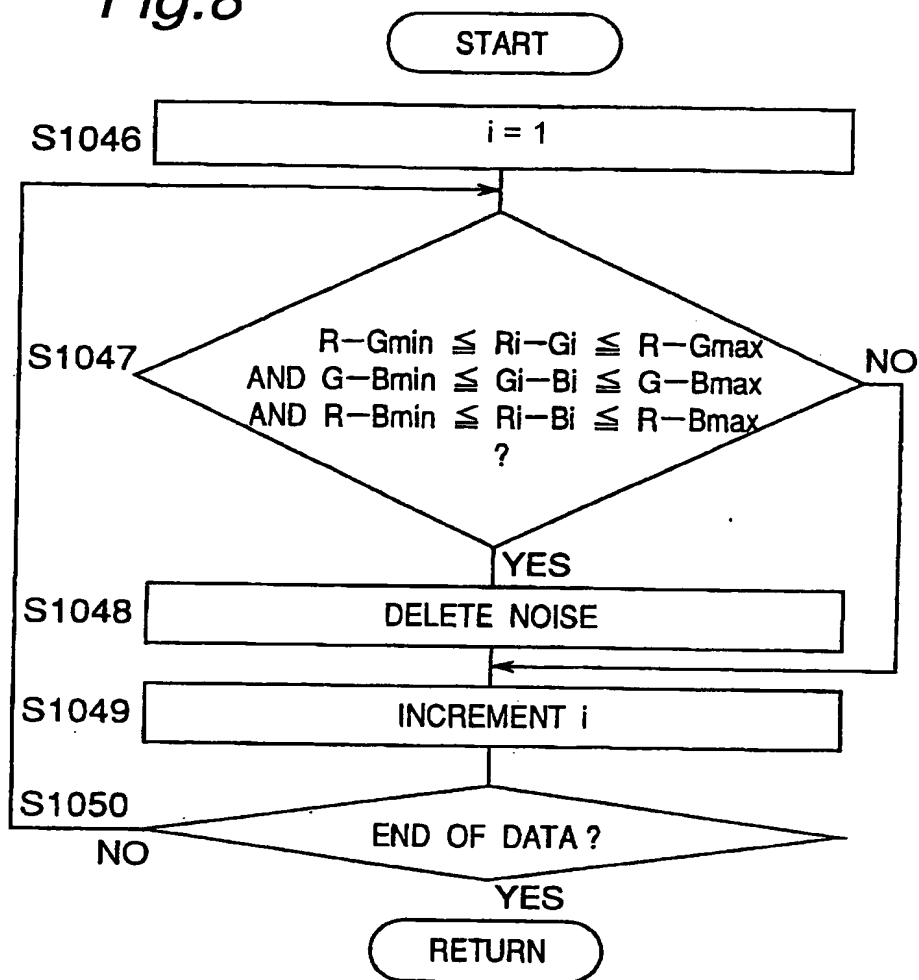 Fig.8
START
S1046
i = 1
S1047
R−Gmin ≦ Ri−Gi ≦ R−Gmax
AND G−Bmin ≦ Gi−Bi ≦ G−Bmax
AND R−Bmin ≦ Ri−Bi ≦ R−Bmax
?
NO
YES
S1048
DELETE NOISE
S1049
INCREMENT i
S1050
END OF DATA ?
NO
YES
RETURN